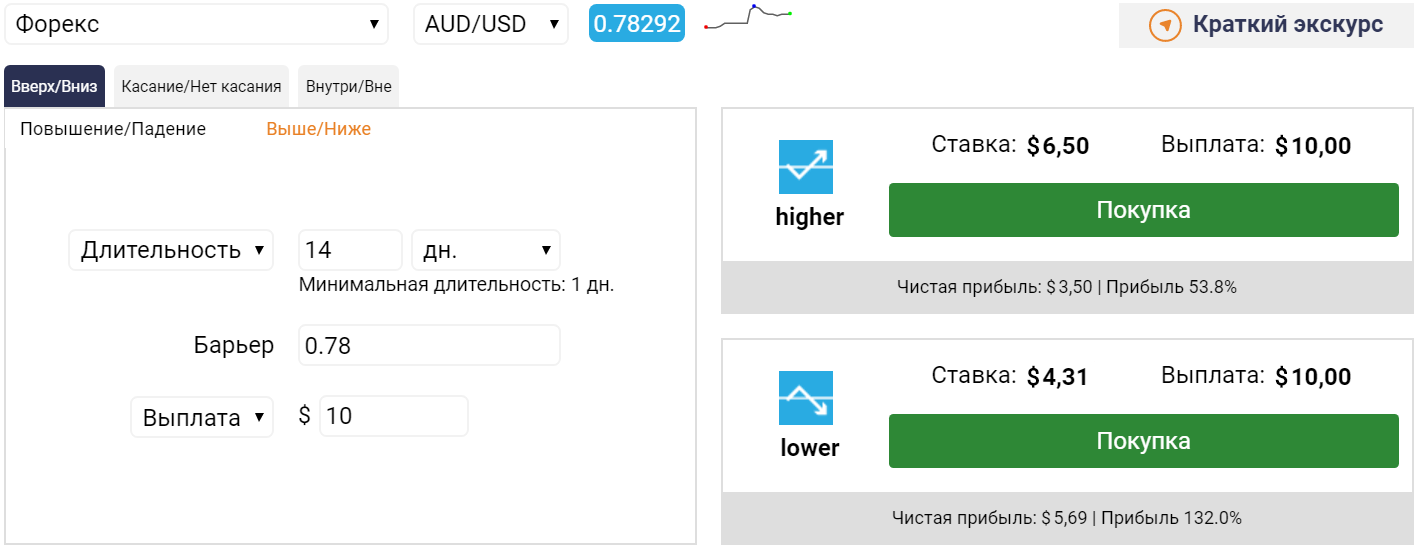 Форекс AUD/USD 0.78292 Краткий экскурс
Вверх/Вниз Касание/Нет касания Внутри/Вне
Повышение/Падение Выше/Ниже
Длительность 14 дн.
Минимальная длительность: 1 дн.
Барьер 0.78
Выплата $ 10
Ставка: $6,50 Выплата: $10,00
higher
Покупка
Чистая прибыль: $3,50 | Прибыль 53.8%
Ставка: $4,31 Выплата: $10,00
lower
Покупка
Чистая прибыль: $5,69 | Прибыль 132.0%